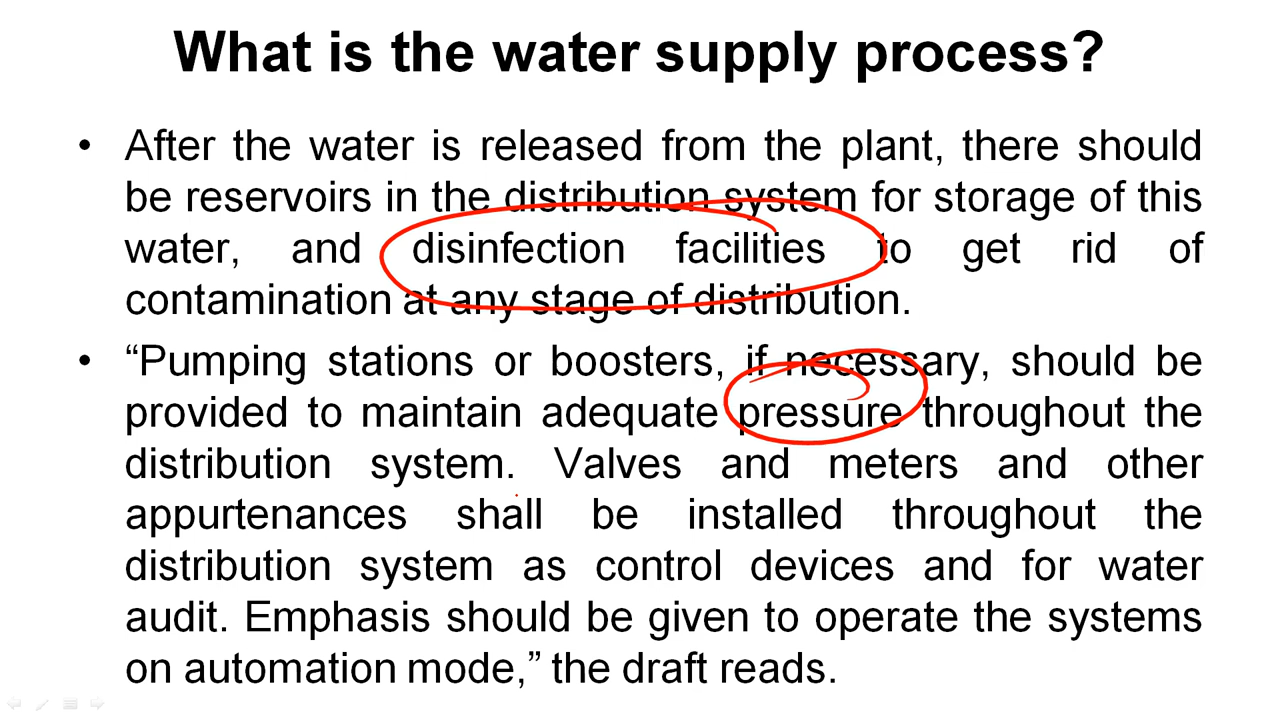 What is the water supply process?
• After the water is released from the plant, there should
be reservoirs in the distribution system for storage of this
water, and disinfection facilities to get rid of
contamination at any stage of distribution.
• “Pumping stations or boosters, if necessary, should be
provided to maintain adequate pressure throughout the
distribution system. Valves and meters and other
appurtenances shall be installed throughout the
distribution system as control devices and for water
audit. Emphasis should be given to operate the systems
on automation mode,” the draft reads.